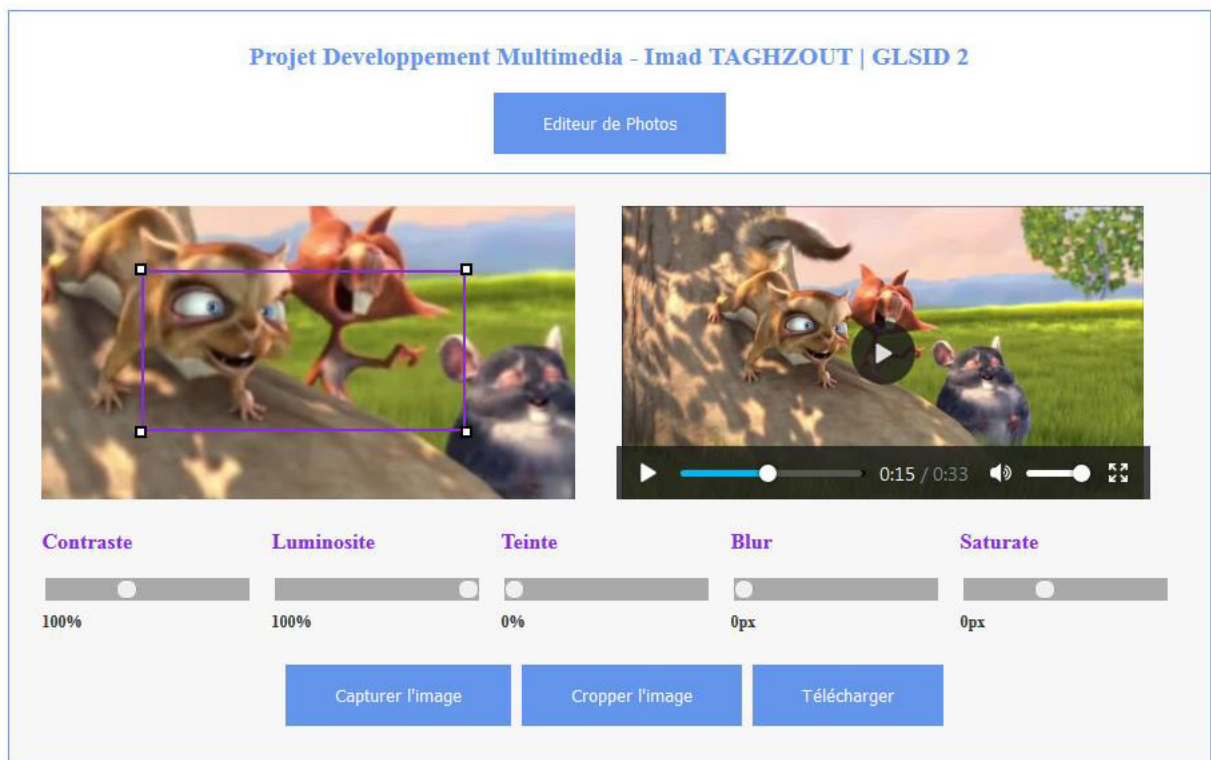 Projet Developpement Multimedia - Imad TAGHZOUT | GLSID 2
Editeur de Photos
0:15 / 0:33
Contraste Luminosite Teinte Blur Saturate
100% 100% 0% 0px 0px
Capturer l'image Cropper l'image Télécharger